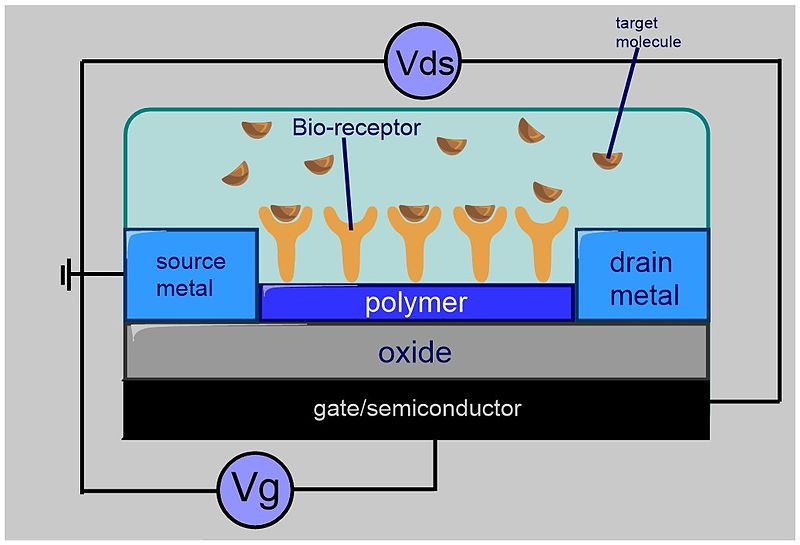 target
molecule
Vds
Bio-receptor
source
metal
drain
metal
polymer
oxide
gate/semiconductor
Vg